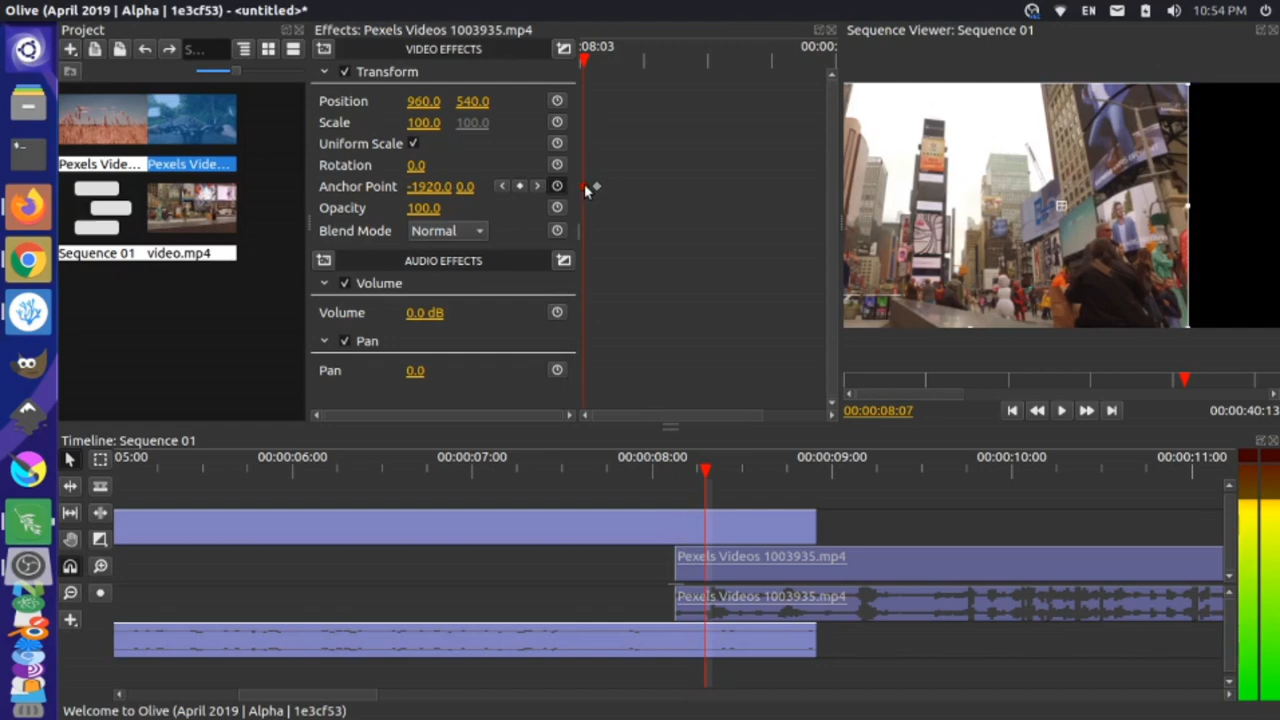 Olive (April 2019 | Alpha | 1e3cf53) - <untitled>*
EN
10:54 PM
Project
Effects: Pexels Videos 1003935.mp4
Sequence Viewer: Sequence 01
S...
VIDEO EFFECTS
:08:03
00:00:
Transform
Position 960.0 540.0
Scale 100.0 100.0
Uniform Scale
Rotation 0.0
Anchor Point -1920.0 0.0
Opacity 100.0
Blend Mode Normal
Pexels Vide... Pexels Vide...
Sequence 01 video.mp4
AUDIO EFFECTS
Volume
Volume 0.0 dB
Pan
Pan 0.0
00:00:08:07
00:00:40:13
Timeline: Sequence 01
05:00 00:00:06:00 00:00:07:00 00:00:08:00 00:00:09:00 00:00:10:00 00:00:11:00
Pexels Videos 1003935.mp4
Pexels Videos 1003935.mp4
Welcome to Olive (April 2019 | Alpha | 1e3cf53)